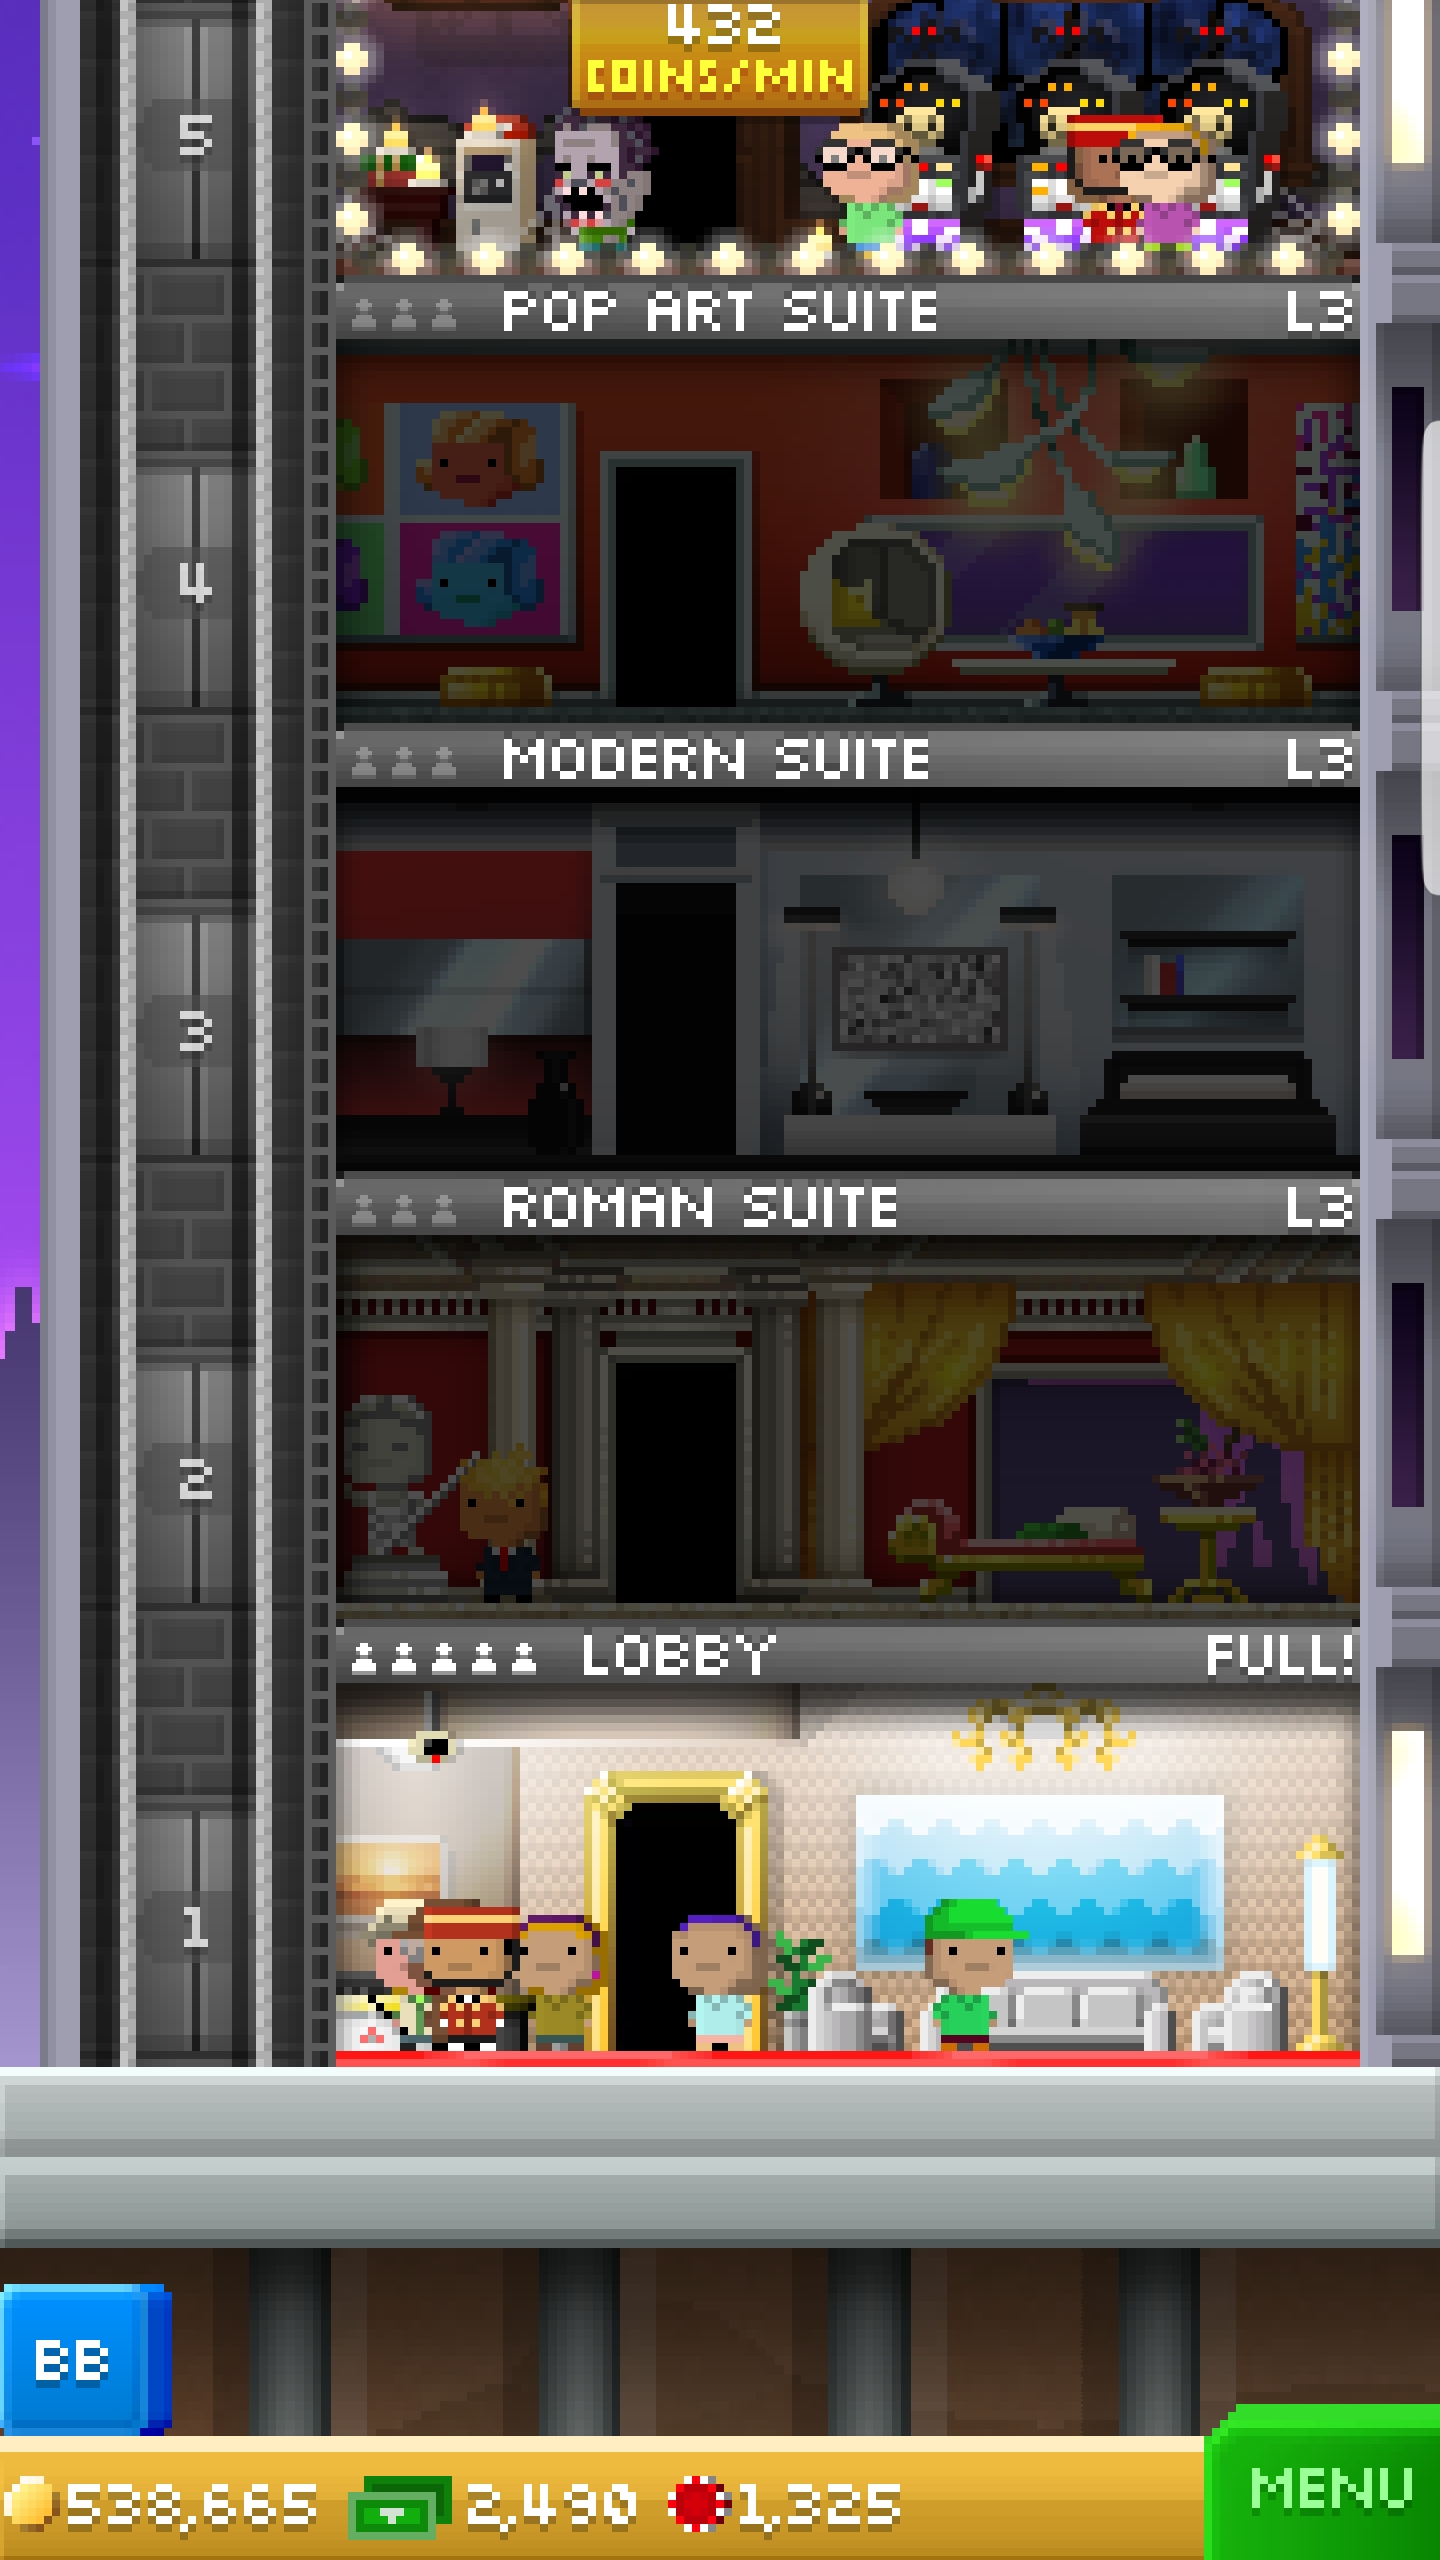 432
COINS/MIN
5
POP ART SUITE L3
4
MODERN SUITE L3
3
ROMAN SUITE L3
2
LOBBY FULL!
1
BB
538,665 2,490 1,325
MENU